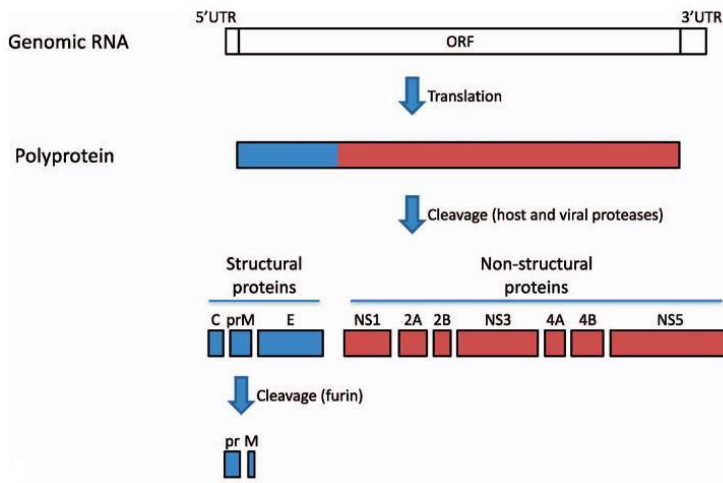 5'UTR 3'UTR
Genomic RNA ORF
Translation
Polyprotein
Cleavage (host and viral proteases)
Structural proteins
Non-structural proteins
C prM E NS1 2A 2B NS3 4A 4B NS5
Cleavage (furin)
pr M